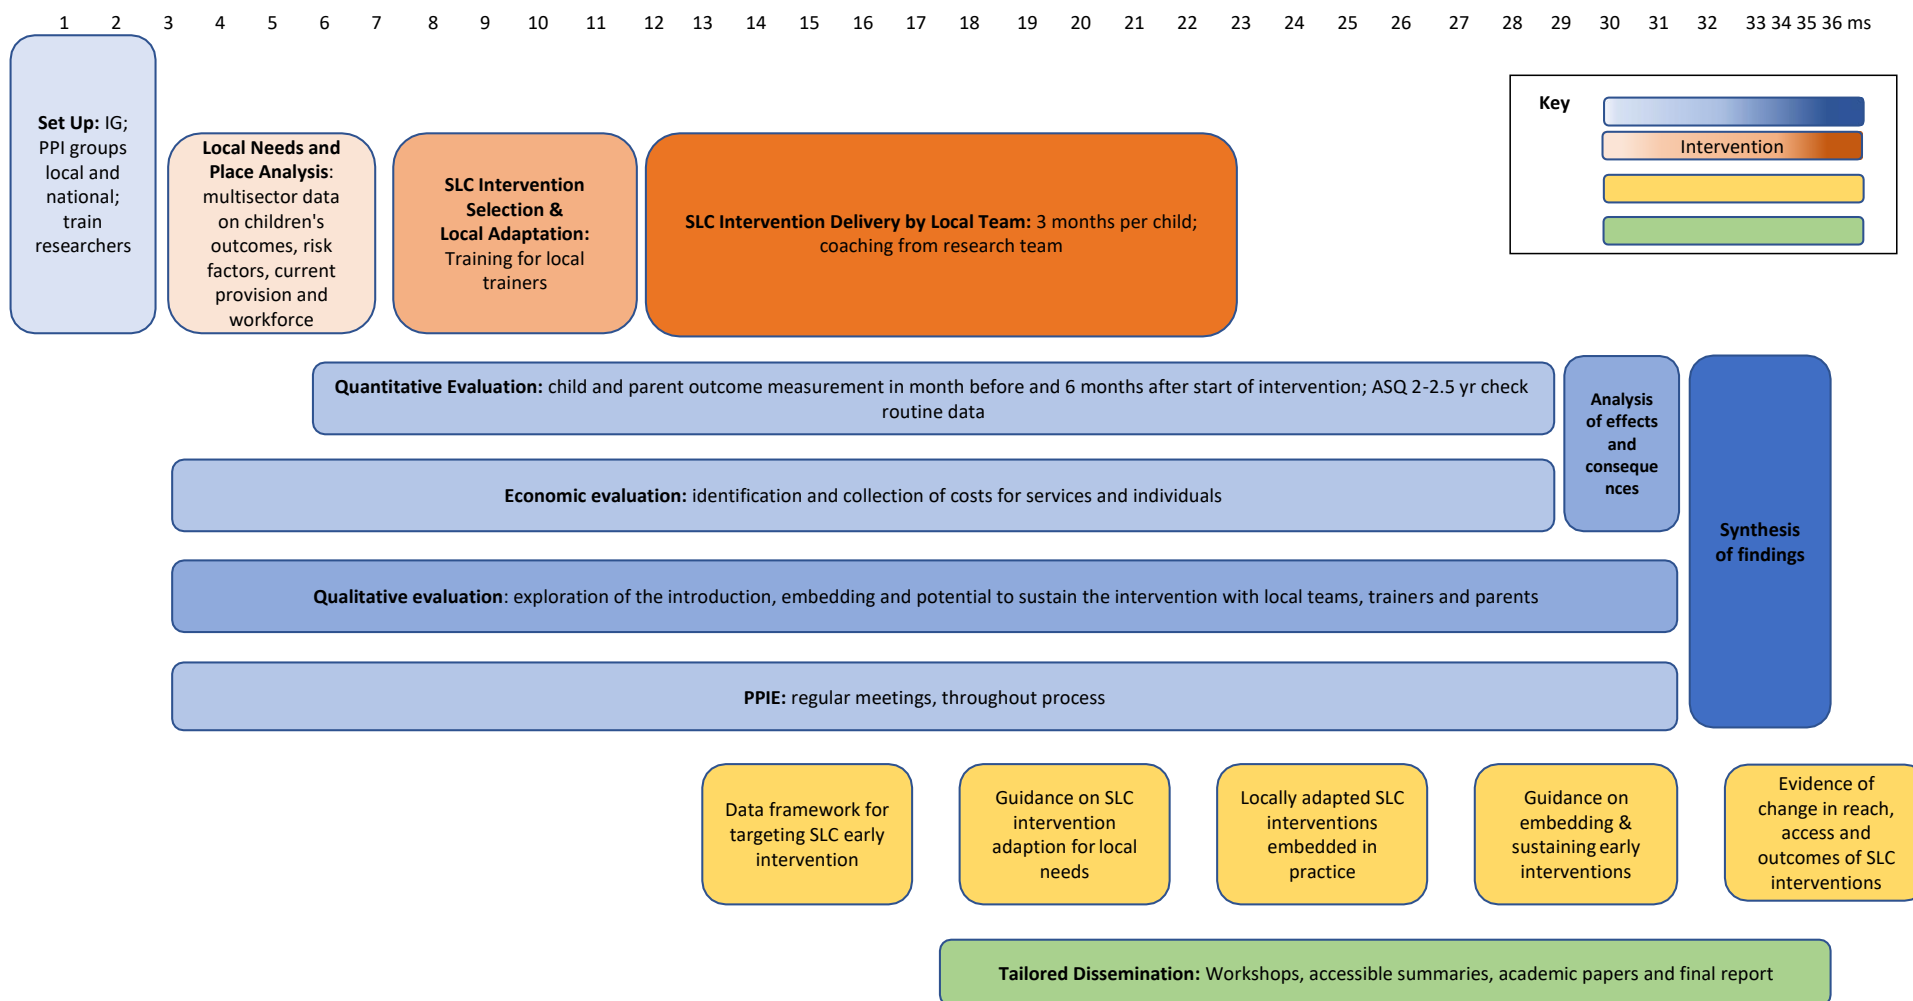 1 2 3 4 5 6 7 8 9 10 11 12 13 14 15 16 17 18 19 20 21 22 23 24 25 26 27 28 29 30 31 32 33 34 35 36 ms
Key
Intervention
Set Up: IG;
PPI groups
local and
national;
train
researchers
Local Needs and
Place Analysis:
multisector data
on children's
outcomes, risk
factors, current
provision and
workforce
SLC Intervention
Selection &
Local Adaptation:
Training for local
trainers
SLC Intervention Delivery by Local Team: 3 months per child;
coaching from research team
Quantitative Evaluation: child and parent outcome measurement in month before and 6 months after start of intervention; ASQ 2-2.5 yr check
routine data
Analysis
of effects
and
conseque
nces
Economic evaluation: identification and collection of costs for services and individuals
Synthesis
of findings
Qualitative evaluation: exploration of the introduction, embedding and potential to sustain the intervention with local teams, trainers and parents
PPIE: regular meetings, throughout process
Data framework for
targeting SLC early
intervention
Guidance on SLC
intervention
adaption for local
needs
Locally adapted SLC
interventions
embedded in
practice
Guidance on
embedding &
sustaining early
interventions
Evidence of
change in reach,
access and
outcomes of SLC
interventions
Tailored Dissemination: Workshops, accessible summaries, academic papers and final report